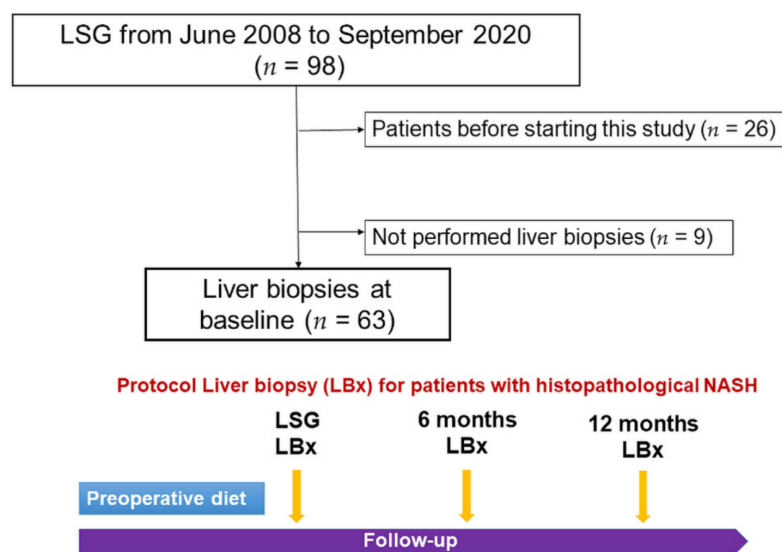 LSG from June 2008 to September 2020
(n = 98)
Patients before starting this study (n = 26)
Not performed liver biopsies (n = 9)
Liver biopsies at
baseline (n = 63)
Protocol Liver biopsy (LBx) for patients with histopathological NASH
LSG
LBx
6 months
LBx
12 months
LBx
Preoperative diet
Follow-up